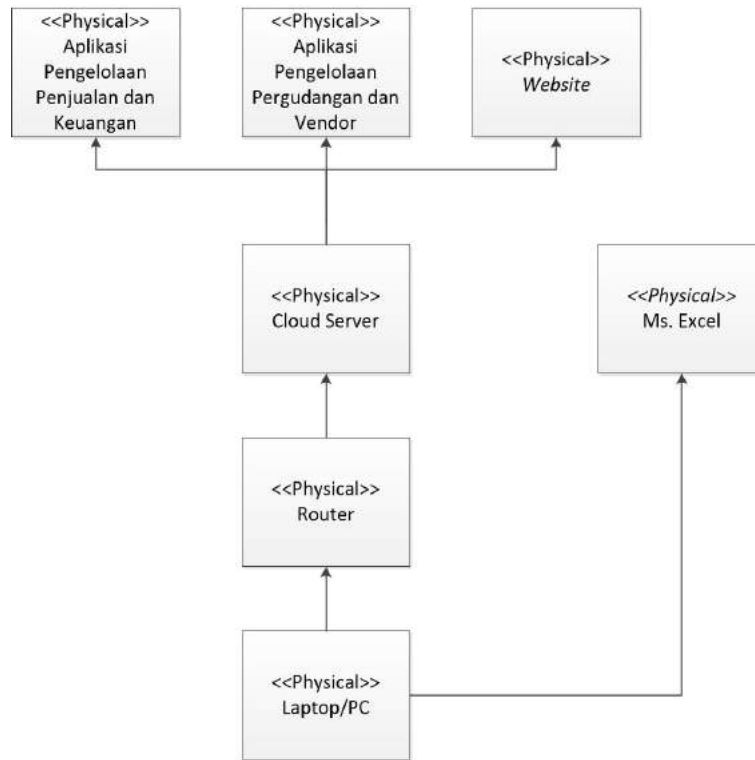 <<Physical>>
Aplikasi
Pengelolaan
Penjualan dan
Keuangan
<<Physical>>
Aplikasi
Pengelolaan
Pergudangan dan
Vendor
<<Physical>>
Website
<<Physical>>
Cloud Server
<<Physical>>
Ms. Excel
<<Physical>>
Router
<<Physical>>
Laptop/PC